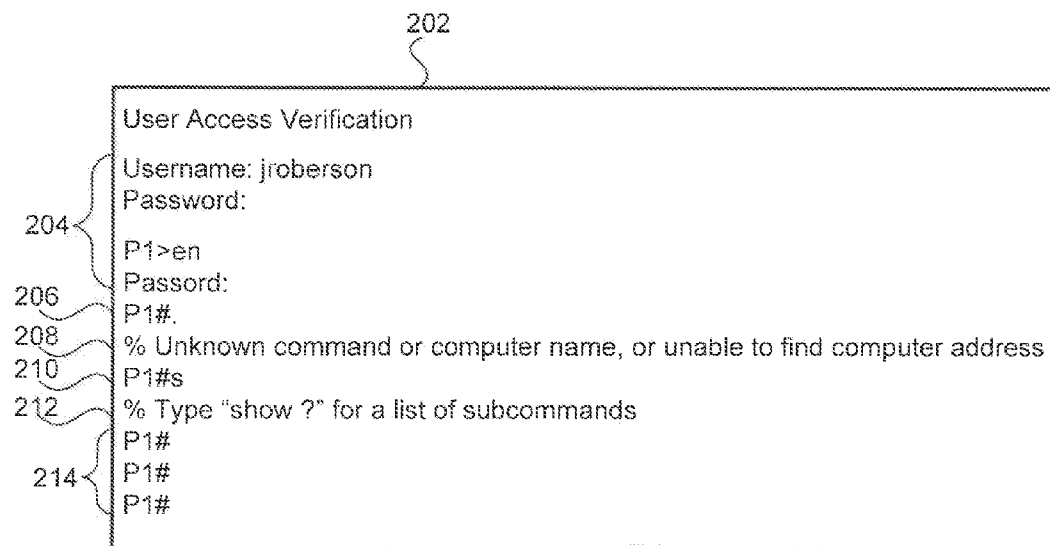 202
User Access Verification
Username: jroberson
Password:
204
P1>en
Passord:
206
P1#.
208
% Unknown command or computer name, or unable to find computer address
210
P1#s
212
% Type “show ?” for a list of subcommands
P1#
214
P1#
P1#